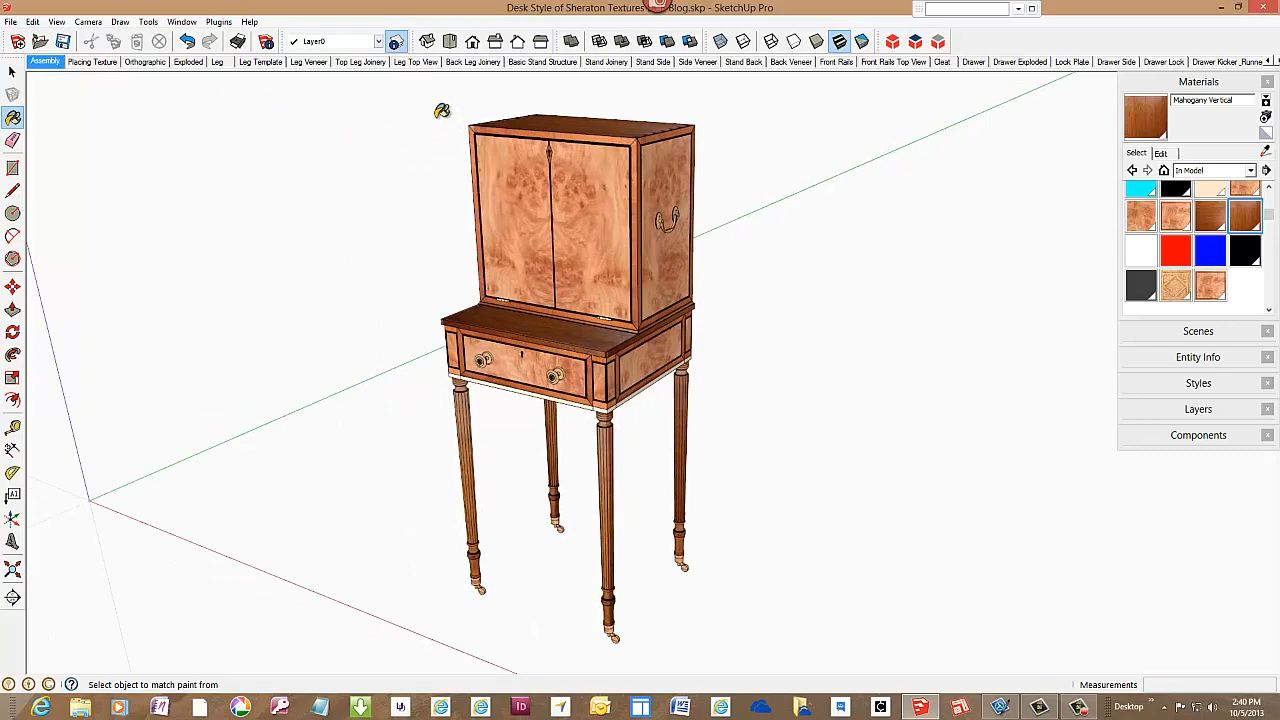 Desk Style of Sheraton Textures Blog.skp - SketchUp Pro
File Edit View Camera Draw Tools Window Plugins Help
Layer0
Assembly Placing Texture Orthographic Exploded Leg Leg Template Leg Veneer Top Leg Joinery Leg Top View Back Leg Joinery Basic Stand Structure Stand Joinery Stand Side Side Veneer Stand Back Back Veneer Front Rails Front Rails Top View Cleat Drawer Drawer Exploded Lock Plate Drawer Side Drawer Lock Drawer Kicker _Runne
Materials
Mahogany Vertical
Select Edit
In Model
Scenes
Entity Info
Styles
Layers
Components
Select object to match paint from
Measurements
Desktop
2:40 PM
10/5/2013